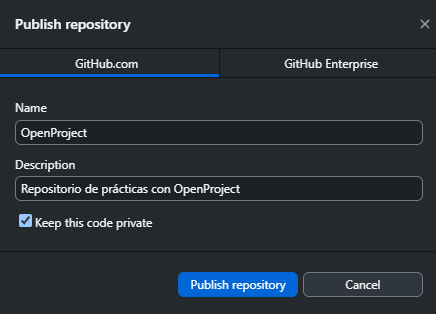 Publish repository
GitHub.com
GitHub Enterprise
Name
OpenProject
Description
Repositorio de prácticas con OpenProject
Keep this code private
Publish repository
Cancel